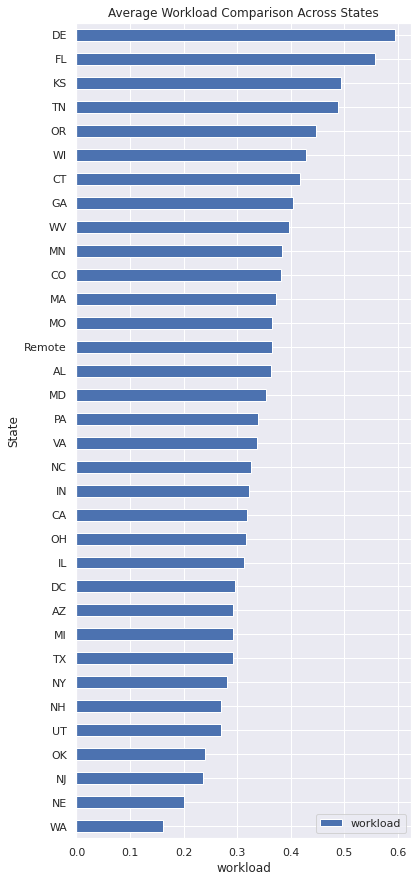 Average Workload Comparison Across States
DE
FL
KS
TN
OR
WI
CT
GA
WV
MN
CO
MA
MO
Remote
AL
MD
PA
VA
NC
IN
CA
OH
IL
DC
AZ
MI
TX
NY
NH
UT
OK
NJ
NE
WA
State
workload
0.0 0.1 0.2 0.3 0.4 0.5 0.6
workload